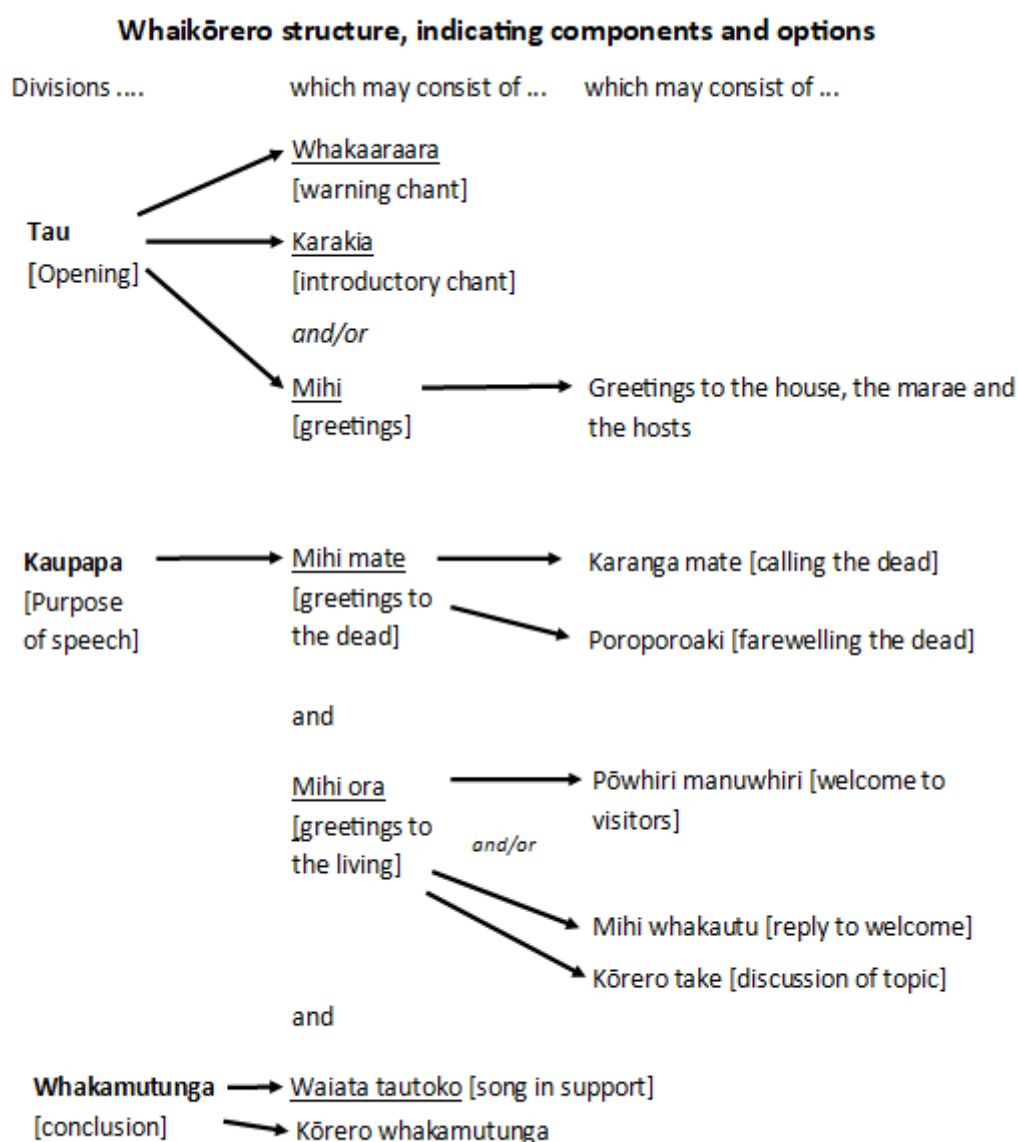 Whaikōrero structure, indicating components and options
Divisions .... which may consist of ... which may consist of ...
Whakaaraara
[warning chant]
Tau
[Opening]
Karakia
[introductory chant]
and/or
Mihi
[greetings]
Greetings to the house, the marae and
the hosts
Kaupapa
[Purpose
of speech]
Mihi mate
[greetings to
the dead]
Karanga mate [calling the dead]
Poroporoaki [farewelling the dead]
and
Mihi ora
[greetings to
the living]
and/or
Pōwhiri manuwhiri [welcome to
visitors]
Mihi whakautu [reply to welcome]
Kōrero take [discussion of topic]
and
Whakamutunga
[conclusion]
Waiata tautoko [song in support]
Kōrero whakamutunga